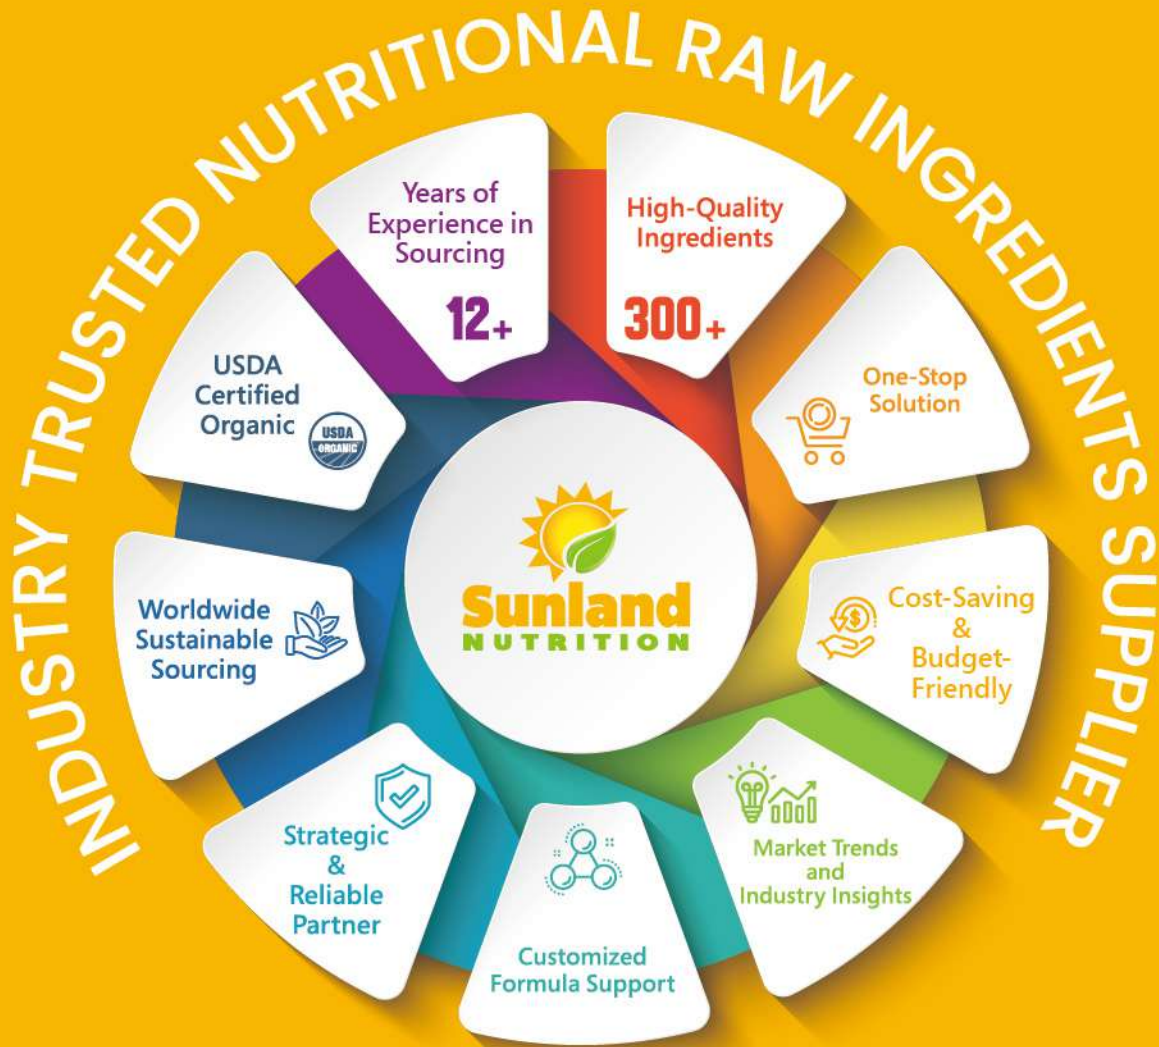 INDUSTRY TRUSTED NUTRITIONAL RAW INGREDIENTS SUPPLIER
Years of
Experience in
Sourcing
12+
High-Quality
Ingredients
300+
One-Stop
Solution
Cost-Saving
&
Budget-
Friendly
Market Trends
and
Industry Insights
Customized
Formula Support
Strategic
&
Reliable
Partner
Worldwide
Sustainable
Sourcing
USDA
Certified
Organic
USDA
ORGANIC
Sunland
NUTRITION
$